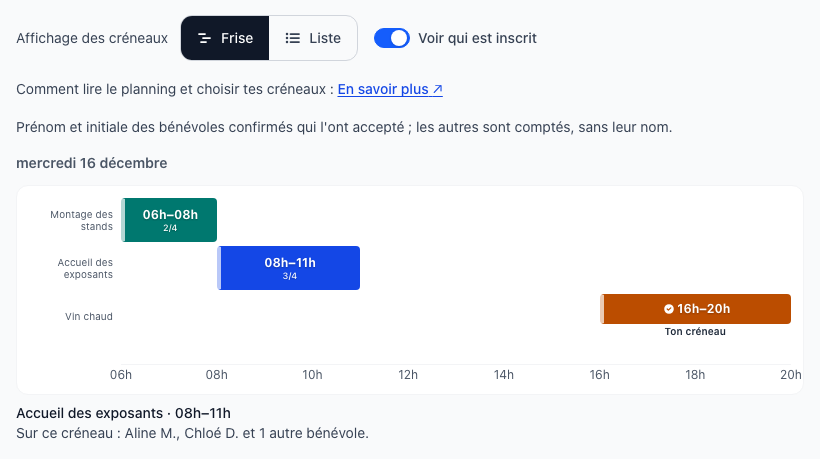 Affichage des créneaux
Frise
Liste
Voir qui est inscrit
Comment lire le planning et choisir tes créneaux : En savoir plus ↗
Prénom et initiale des bénévoles confirmés qui l'ont accepté ; les autres sont comptés, sans leur nom.
mercredi 16 décembre
Montage des
stands
06h–08h
2/4
Accueil des
exposants
08h–11h
3/4
Vin chaud
16h–20h
Ton créneau
06h 08h 10h 12h 14h 16h 18h 20h
Accueil des exposants · 08h–11h
Sur ce créneau : Aline M., Chloé D. et 1 autre bénévole.